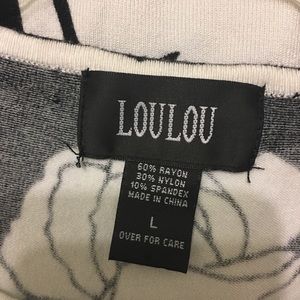 LOULOU
60% RAYON
30% NYLON
10% SPANDEX
MADE IN CHINA
L
OVER FOR CARE